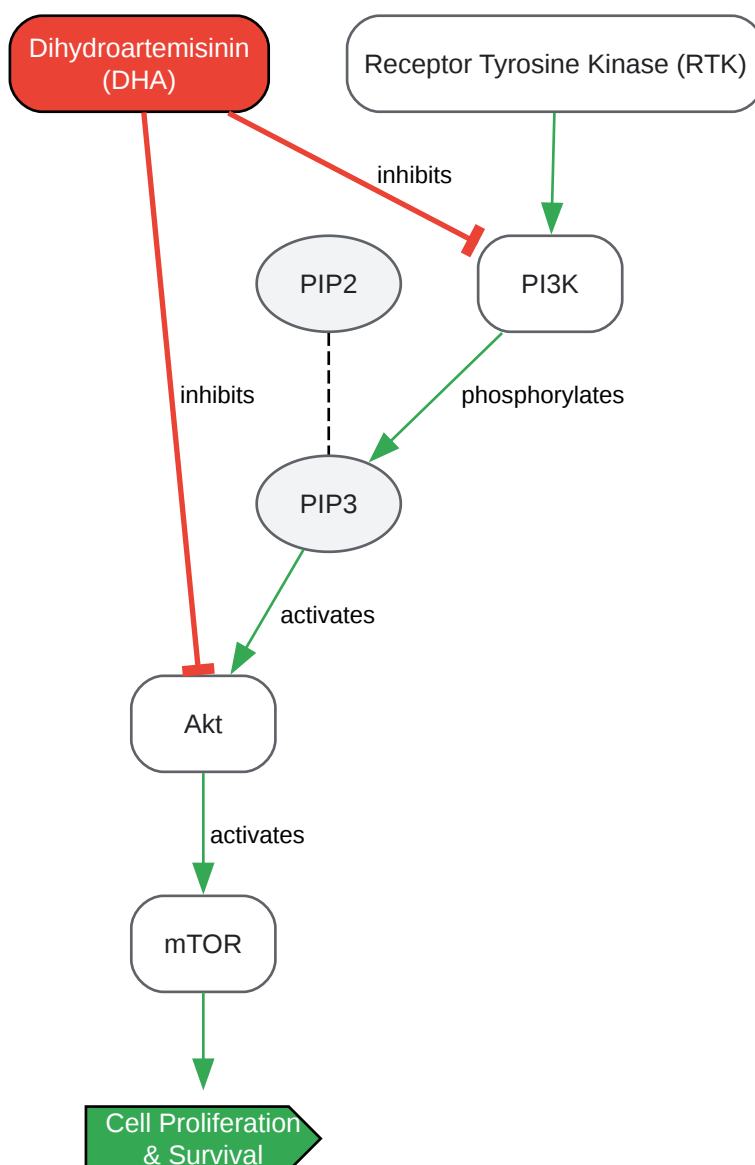 Dihydroartemisinin
(DHA)
Receptor Tyrosine Kinase (RTK)
inhibits
PIP2
PI3K
inhibits
phosphorylates
PIP3
activates
Akt
activates
mTOR
Cell Proliferation
& Survival